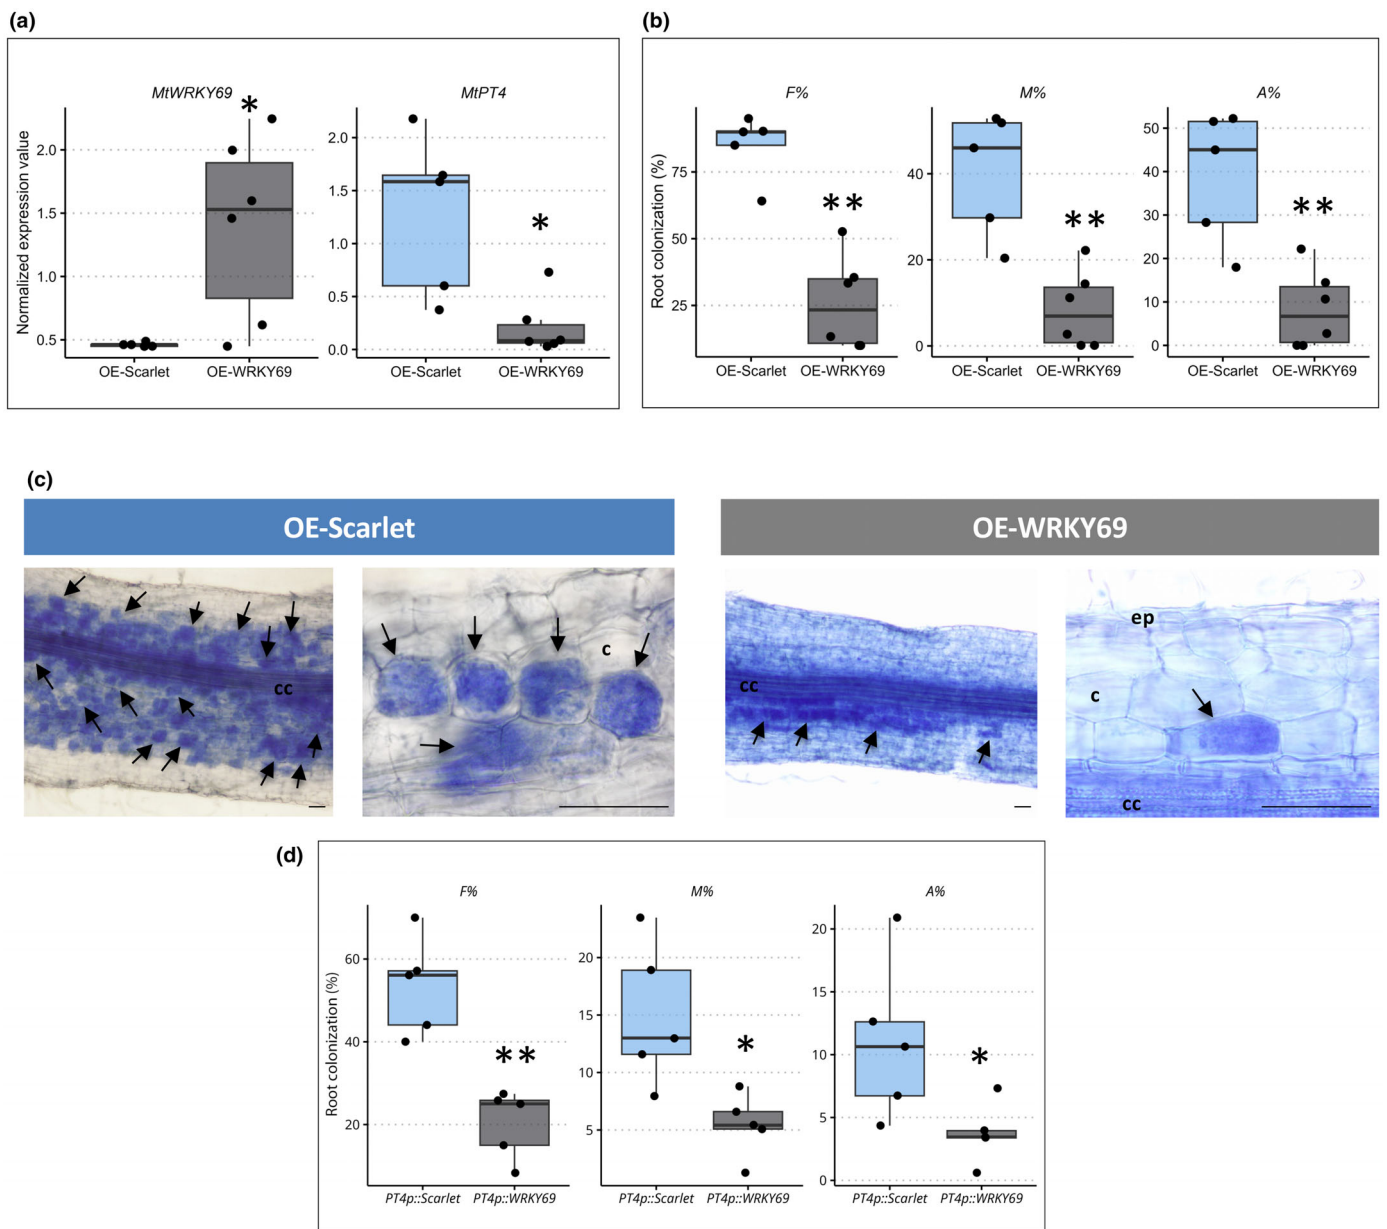 (a)
MtWRKY69
MtPT4
*
*
Normalized expression value
2.0
1.5
1.0
0.5
2.0
1.5
1.0
0.5
0.0
OE-Scarlet
OE-WRKY69
OE-Scarlet
OE-WRKY69
(b)
F%
M%
A%
**
**
**
Root colonization (%)
75
50
25
40
20
0
50
40
30
20
10
0
OE-Scarlet
OE-WRKY69
OE-Scarlet
OE-WRKY69
OE-Scarlet
OE-WRKY69
(c)
OE-Scarlet
OE-WRKY69
cc
c
cc
ep
c
cc
(d)
F%
M%
A%
**
*
*
Root colonization (%)
60
40
20
20
15
10
5
20
15
10
5
0
PT4p::Scarlet
PT4p::WRKY69
PT4p::Scarlet
PT4p::WRKY69
PT4p::Scarlet
PT4p::WRKY69